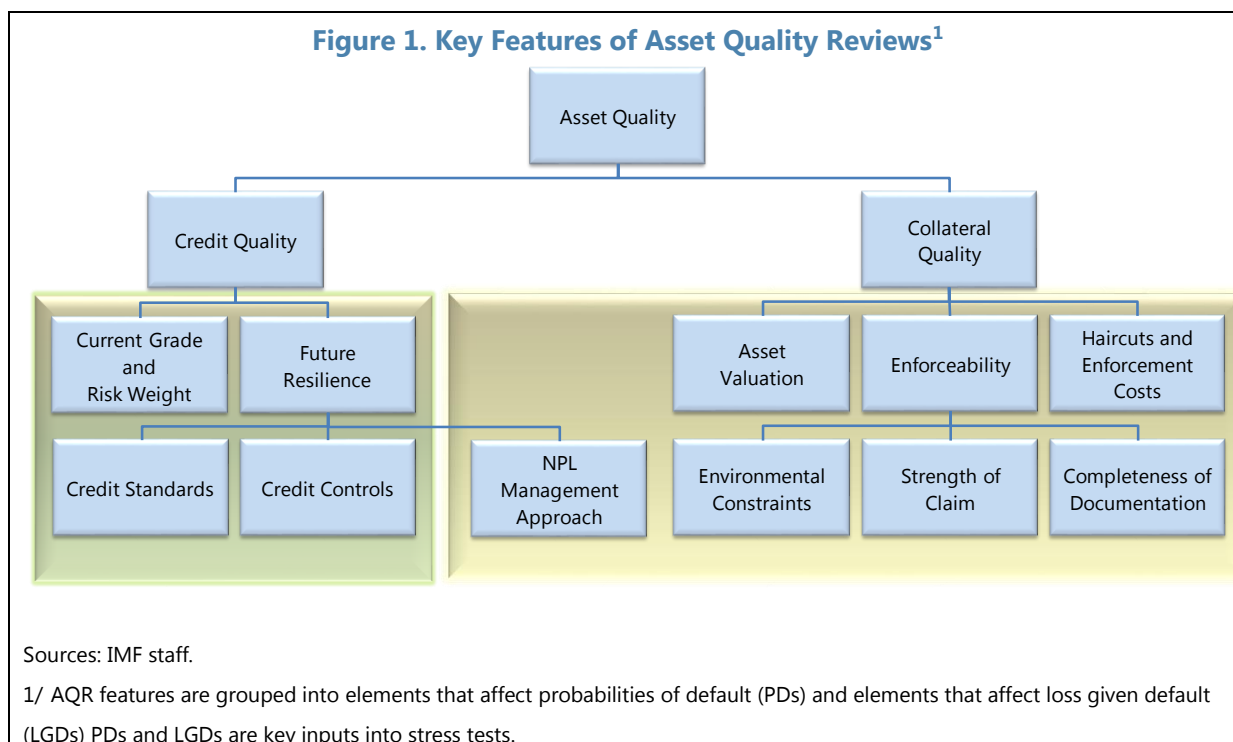 Figure 1. Key Features of Asset Quality Reviews1
Asset Quality
Credit Quality
Collateral
Quality
Current Grade
and
Risk Weight
Future
Resilience
Asset
Valuation
Enforceability
Haircuts and
Enforcement
Costs
Credit Standards
Credit Controls
NPL
Management
Approach
Environmental
Constraints
Strength of
Claim
Completeness of
Documentation
Sources: IMF staff.
1/ AQR features are grouped into elements that affect probabilities of default (PDs) and elements that affect loss given default
(LGDs) PDs and LGDs are key inputs into stress tests.